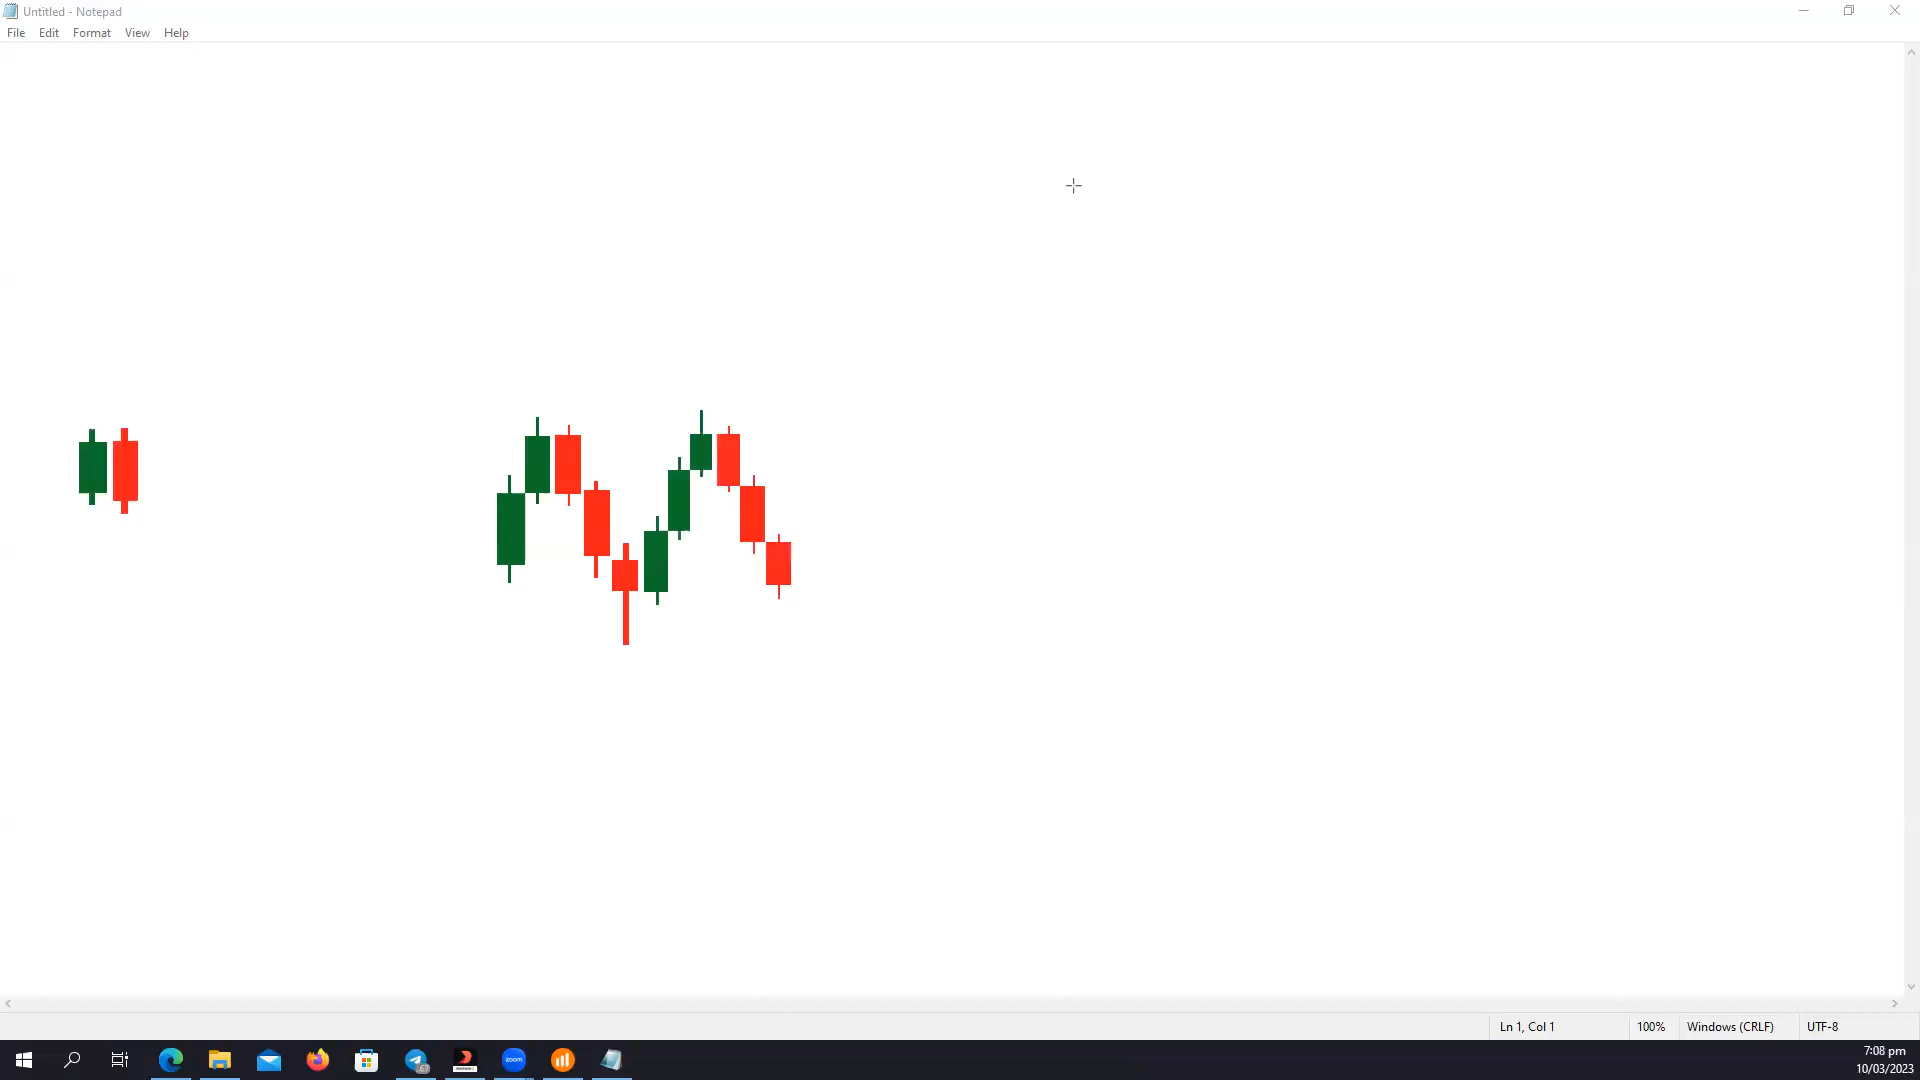 Untitled - Notepad
File Edit Format View Help
Ln 1, Col 1 100% Windows (CRLF) UTF-8
zoom
7:08 pm
10/03/2023